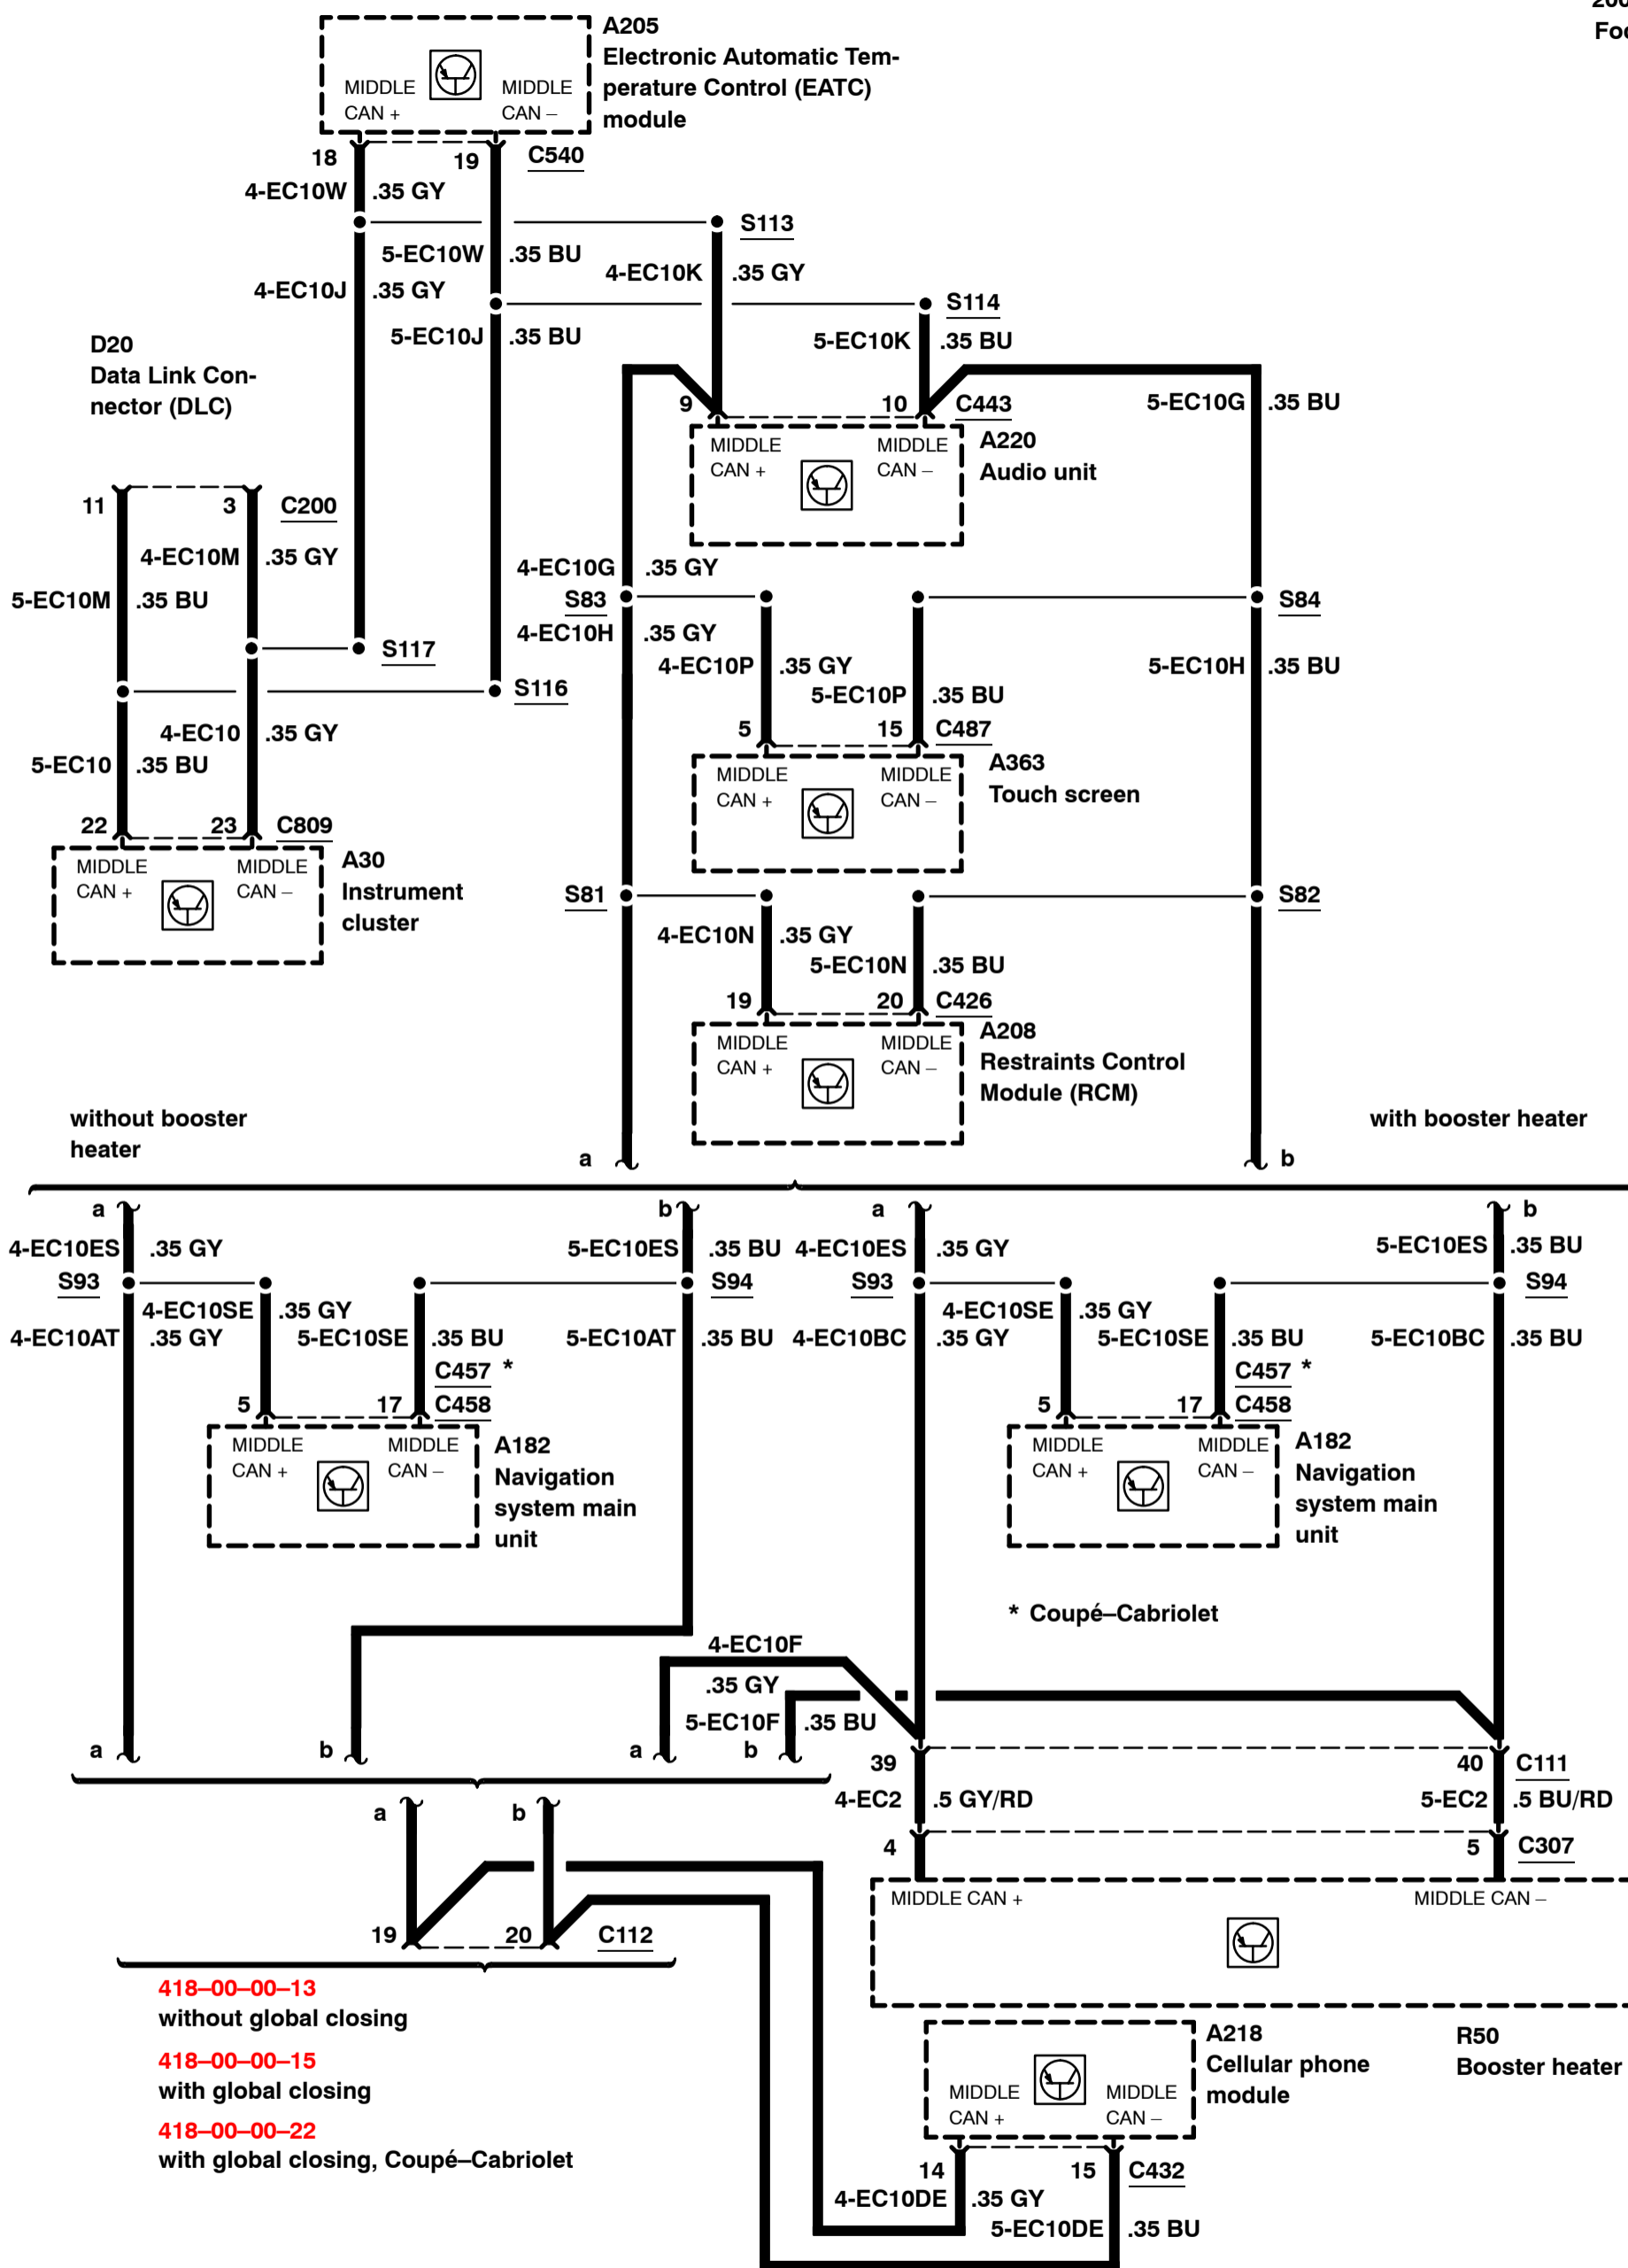 200
Foc
A205
Electronic Automatic Tem-
perature Control (EATC)
module
MIDDLE
CAN +
MIDDLE
CAN –
18
19
C540
4-EC10W
.35 GY
S113
5-EC10W
.35 BU
4-EC10K
.35 GY
4-EC10J
.35 GY
S114
5-EC10J
.35 BU
5-EC10K
.35 BU
D20
Data Link Con-
nector (DLC)
9
10
C443
5-EC10G
.35 BU
MIDDLE
CAN +
MIDDLE
CAN –
A220
Audio unit
11
3
C200
4-EC10M
.35 GY
5-EC10M
.35 BU
4-EC10G
.35 GY
S83
S84
4-EC10H
.35 GY
S117
4-EC10P
.35 GY
5-EC10H
.35 BU
S116
5-EC10P
.35 BU
4-EC10
.35 GY
5
15
C487
5-EC10
.35 BU
MIDDLE
CAN +
MIDDLE
CAN –
A363
Touch screen
22
23
C809
MIDDLE
CAN +
MIDDLE
CAN –
A30
Instrument
cluster
S81
S82
4-EC10N
.35 GY
5-EC10N
.35 BU
19
20
C426
MIDDLE
CAN +
MIDDLE
CAN –
A208
Restraints Control
Module (RCM)
without booster
heater
with booster heater
a
b
a
b
a
b
4-EC10ES
.35 GY
5-EC10ES
.35 BU
4-EC10ES
.35 GY
5-EC10ES
.35 BU
S93
S94
S93
S94
4-EC10SE
.35 GY
4-EC10SE
.35 GY
4-EC10AT
.35 GY
5-EC10SE
.35 BU
5-EC10AT
.35 BU
4-EC10BC
.35 GY
5-EC10SE
.35 BU
5-EC10BC
.35 BU
C457 *
C457 *
5
17
C458
5
17
C458
MIDDLE
CAN +
MIDDLE
CAN –
A182
Navigation
system main
unit
MIDDLE
CAN +
MIDDLE
CAN –
A182
Navigation
system main
unit
* Coupé–Cabriolet
4-EC10F
.35 GY
5-EC10F
.35 BU
a
b
a
b
39
40
C111
4-EC2
.5 GY/RD
5-EC2
.5 BU/RD
a
b
4
5
C307
MIDDLE CAN +
MIDDLE CAN –
19
20
C112
418–00–00–13
without global closing
418–00–00–15
with global closing
418–00–00–22
with global closing, Coupé–Cabriolet
A218
Cellular phone
module
R50
Booster heater
MIDDLE
CAN +
MIDDLE
CAN –
14
15
C432
4-EC10DE
.35 GY
5-EC10DE
.35 BU